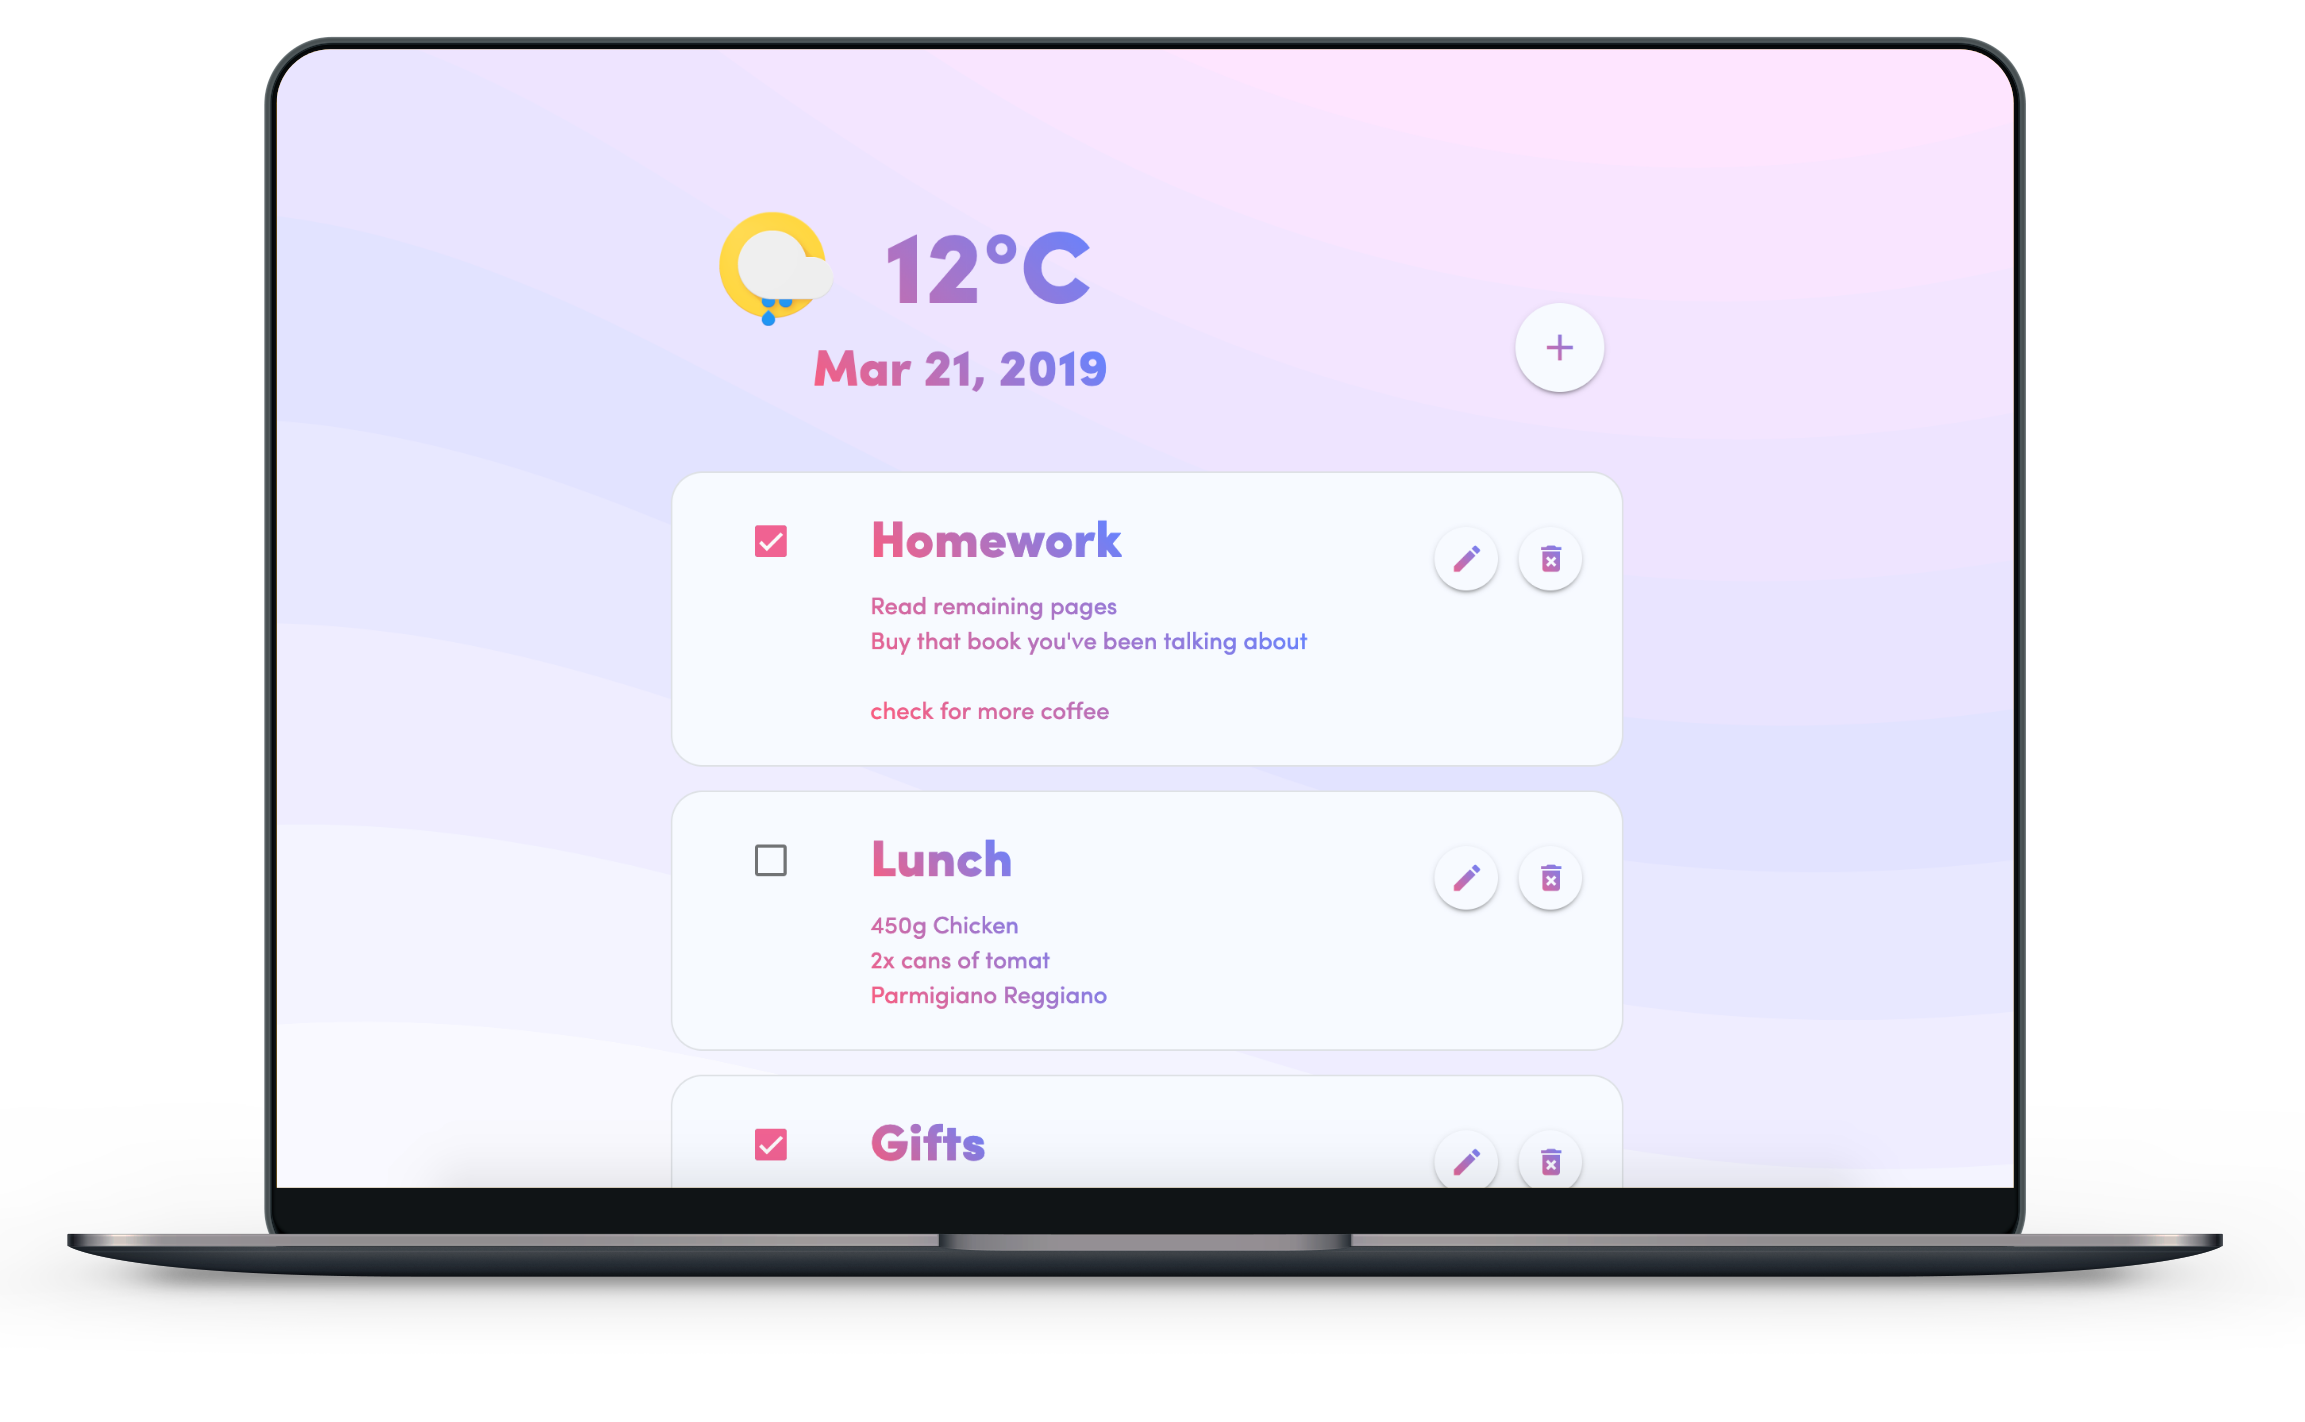 12°C
Mar 21, 2019
Homework
Read remaining pages
Buy that book you've been talking about
check for more coffee
Lunch
450g Chicken
2x cans of tomat
Parmigiano Reggiano
Gifts